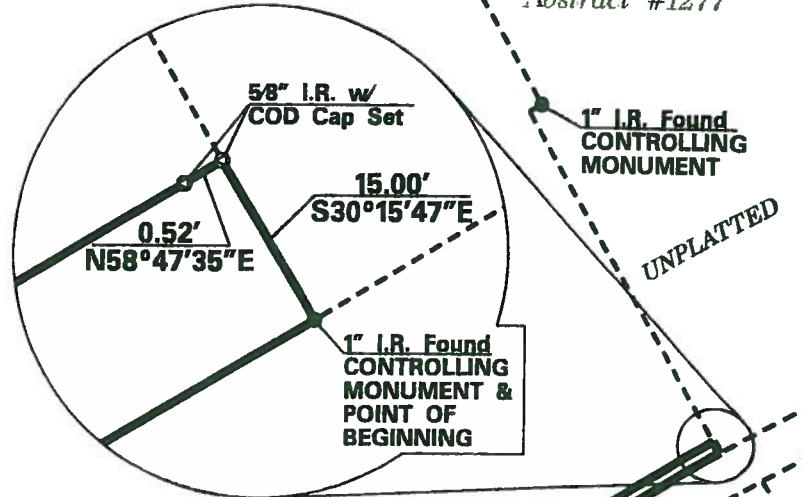 Abstract #1277
5/8" I.R. w/
COD Cap Set
1" I.R. Found
CONTROLLING
MONUMENT
15.00'
S30°15'47"E
0.52'
N58°47'35"E
UNPLATTED
1" I.R. Found
CONTROLLING
MONUMENT &
POINT OF
BEGINNING